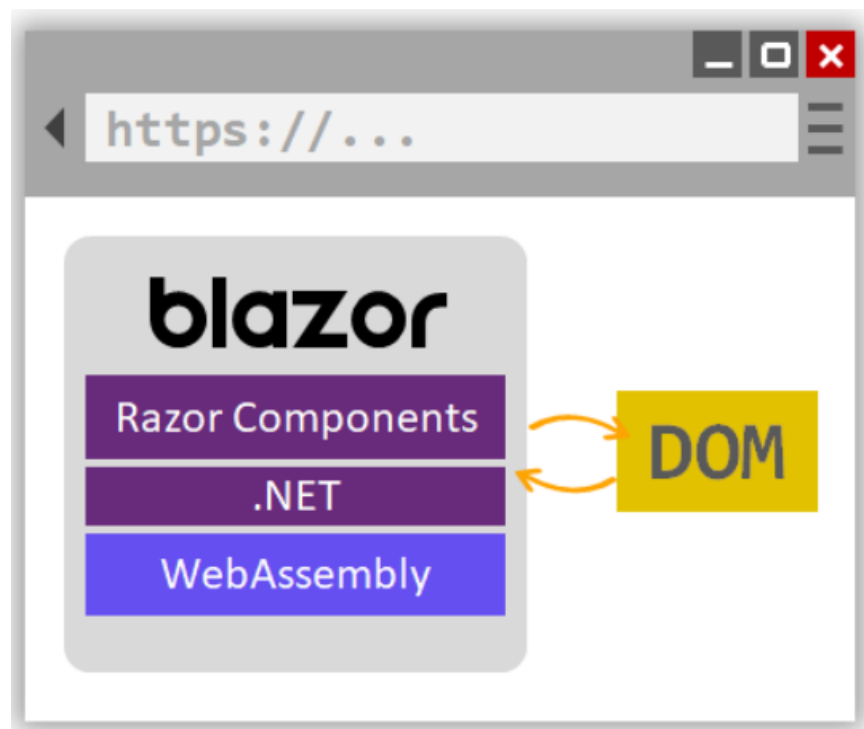 https://...
blazor
Razor Components
.NET
WebAssembly
DOM